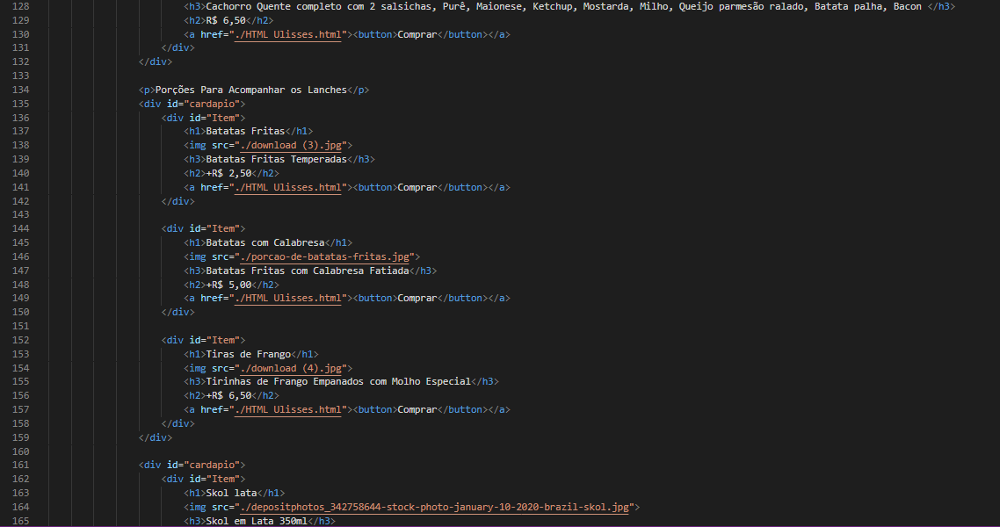 128 <h3>Cachorro Quente completo com 2 salsichas, Purê, Maionese, Ketchup, Mostarda, Milho, Queijo parmesão ralado, Batata palha, Bacon </h3>
129 <h2>R$ 6,50</h2>
130 <a href="./HTML Ulisses.html"><button>Comprar</button></a>
131 </div>
132 </div>
133
134 <p>Porções Para Acompanhar os Lanches</p>
135 <div id="cardapio">
136 <div id="Item">
137 <h1>Batatas Fritas</h1>
138 <img src="./download (3).jpg">
139 <h3>Batatas Fritas Temperadas</h3>
140 <h2>+R$ 2,50</h2>
141 <a href="./HTML Ulisses.html"><button>Comprar</button></a>
142 </div>
143
144 <div id="Item">
145 <h1>Batatas com Calabresa</h1>
146 <img src="./porcao-de-batatas-fritas.jpg">
147 <h3>Batatas Fritas com Calabresa Fatiada</h3>
148 <h2>+R$ 5,00</h2>
149 <a href="./HTML Ulisses.html"><button>Comprar</button></a>
150 </div>
151
152 <div id="Item">
153 <h1>Tiras de Frango</h1>
154 <img src="./download (4).jpg">
155 <h3>Tirinhas de Frango Empanados com Molho Especial</h3>
156 <h2>+R$ 6,50</h2>
157 <a href="./HTML Ulisses.html"><button>Comprar</button></a>
158 </div>
159 </div>
160
161 <div id="cardapio">
162 <div id="Item">
163 <h1>Skol lata</h1>
164 <img src="./depositphotos_342758644-stock-photo-january-10-2020-brazil-skol.jpg">
165 <h3>Skol em Lata 350ml</h3>